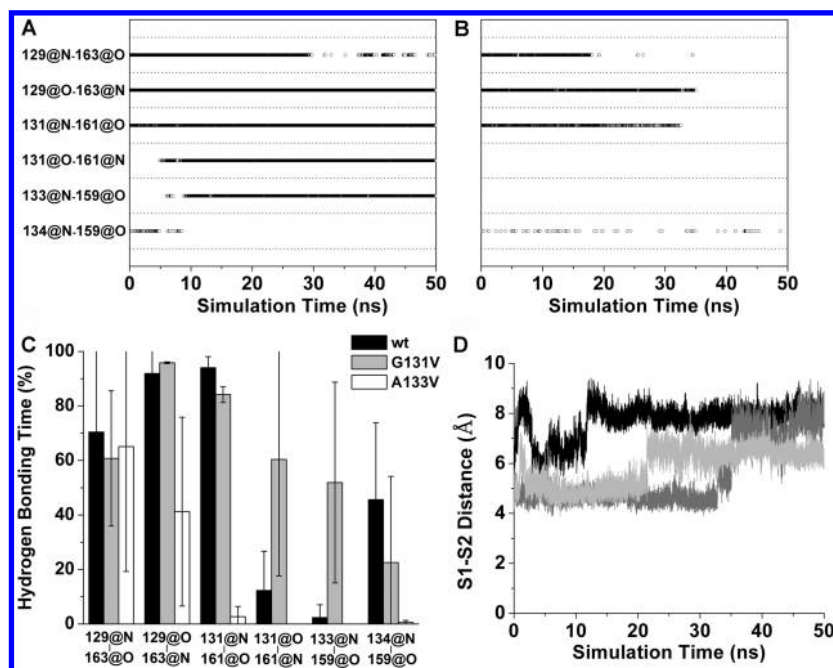 A
B
129@N-163@O
129@O-163@N
131@N-161@O
131@O-161@N
133@N-159@O
134@N-159@O
0 10 20 30 40 50
0 10 20 30 40 50
Simulation Time (ns)
Simulation Time (ns)
C
D
wt
G131V
A133V
Hydrogen Bonding Time (%)
100
80
60
40
20
0
129@N 129@O 131@N 131@O 133@N 134@N
163@O 163@N 161@O 161@N 159@O 159@O
S1-S2 Distance (Å)
10
8
6
4
2
0
0 10 20 30 40 50
Simulation Time (ns)